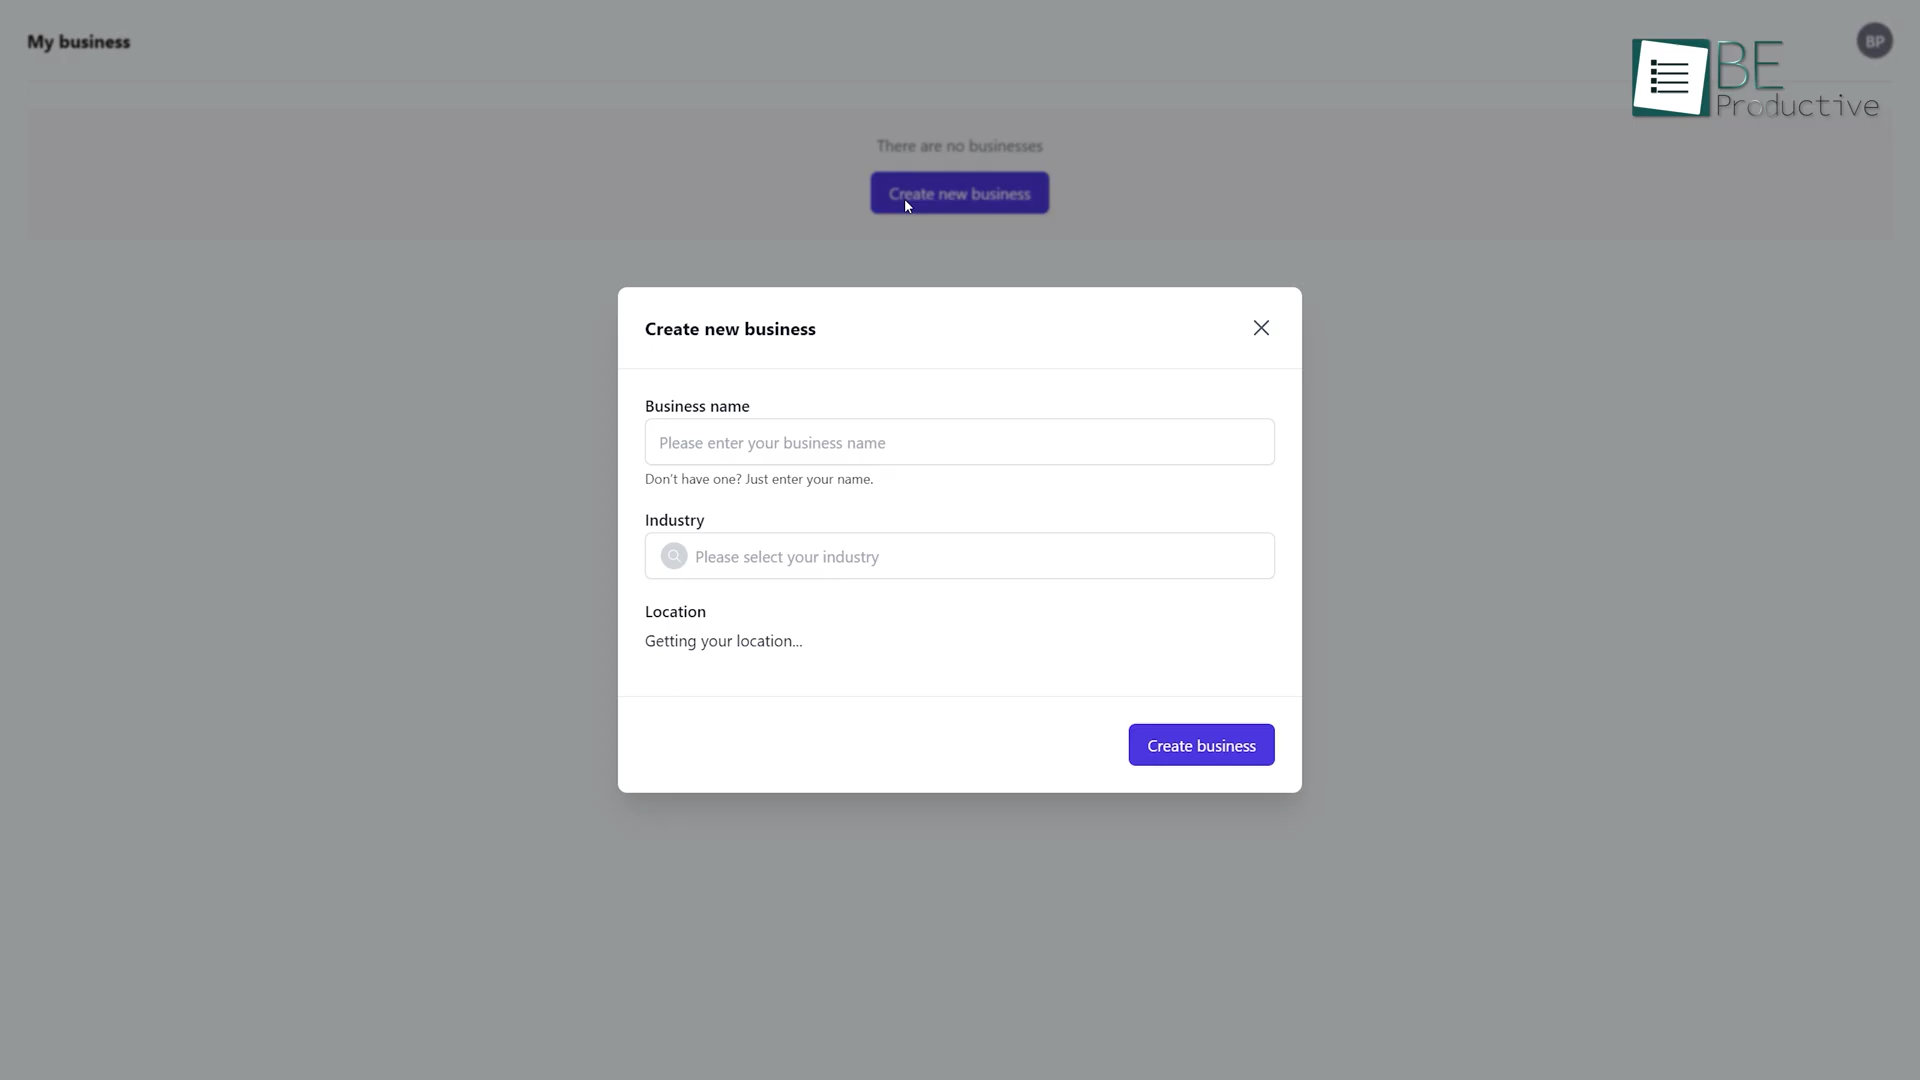 My business
BP
BE
Productive
There are no businesses
Create new business
Create new business
Business name
Please enter your business name
Don't have one? Just enter your name.
Industry
Please select your industry
Location
Getting your location...
Create business